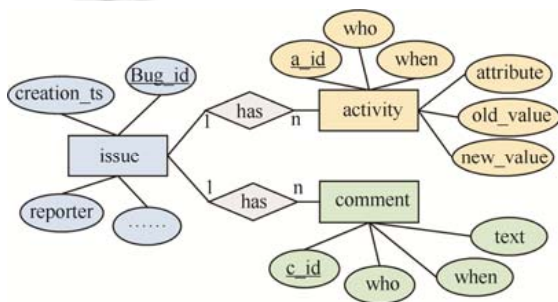 who
a_id
when
Bug_id
attribute
creation_ts
has
activity
old_value
1
n
issue
new_value
1
n
has
comment
reporter
......
text
c_id
who
when